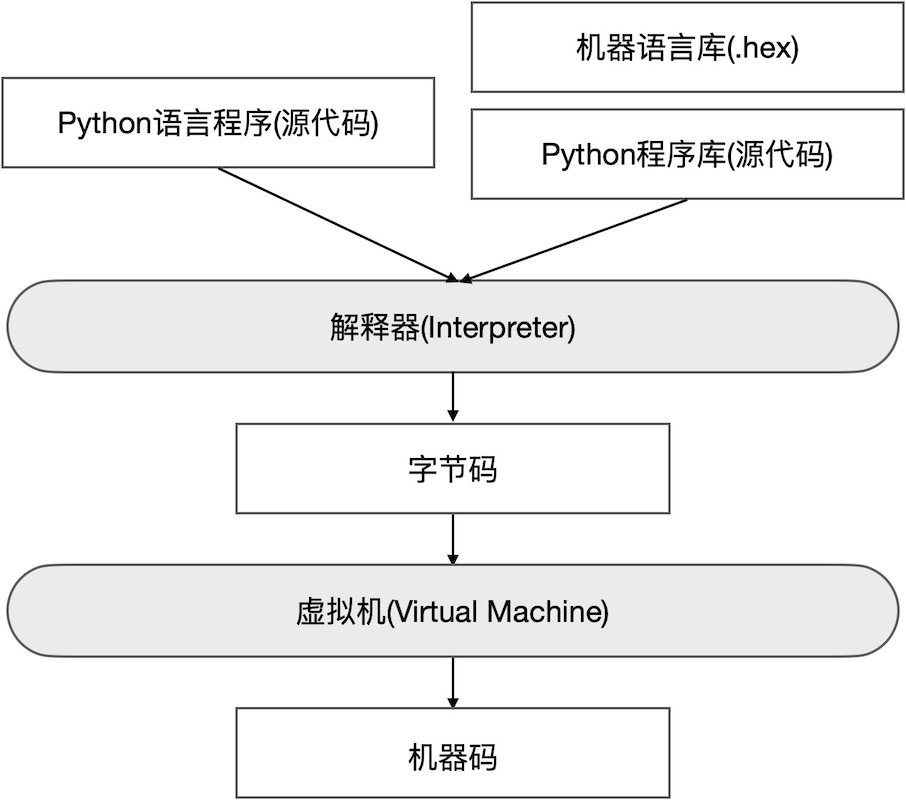 机器语言库(.hex)
Python语言程序(源代码)
Python程序库(源代码)
解释器(Interpreter)
字节码
虚拟机(Virtual Machine)
机器码